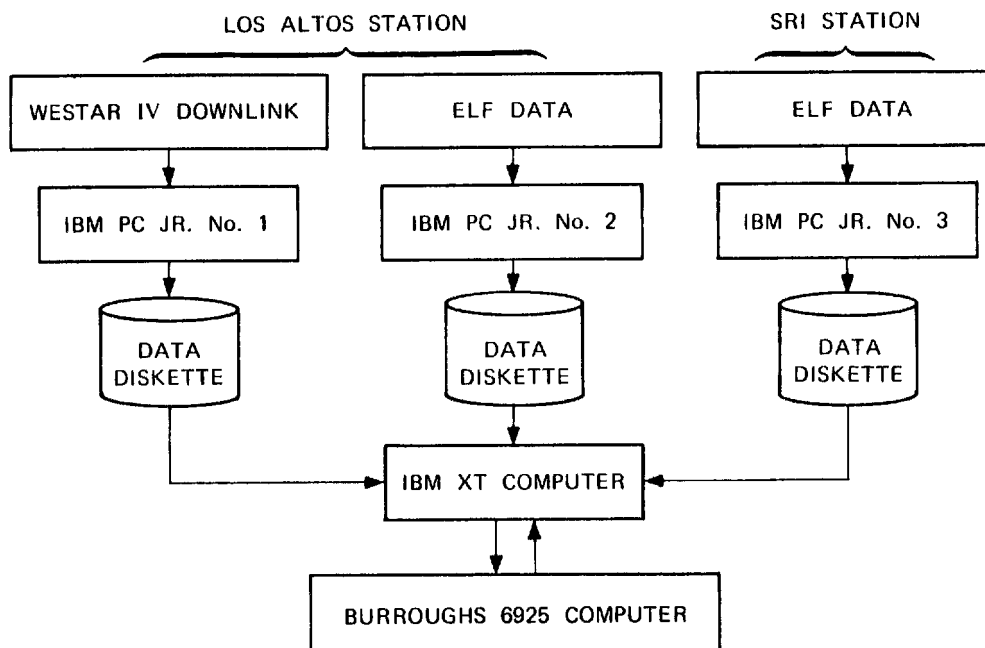 LOS ALTOS STATION
SRI STATION
WESTAR IV DOWNLINK
ELF DATA
ELF DATA
IBM PC JR. No. 1
IBM PC JR. No. 2
IBM PC JR. No. 3
DATA
DISKETTE
DATA
DISKETTE
DATA
DISKETTE
IBM XT COMPUTER
BURROUGHS 6925 COMPUTER